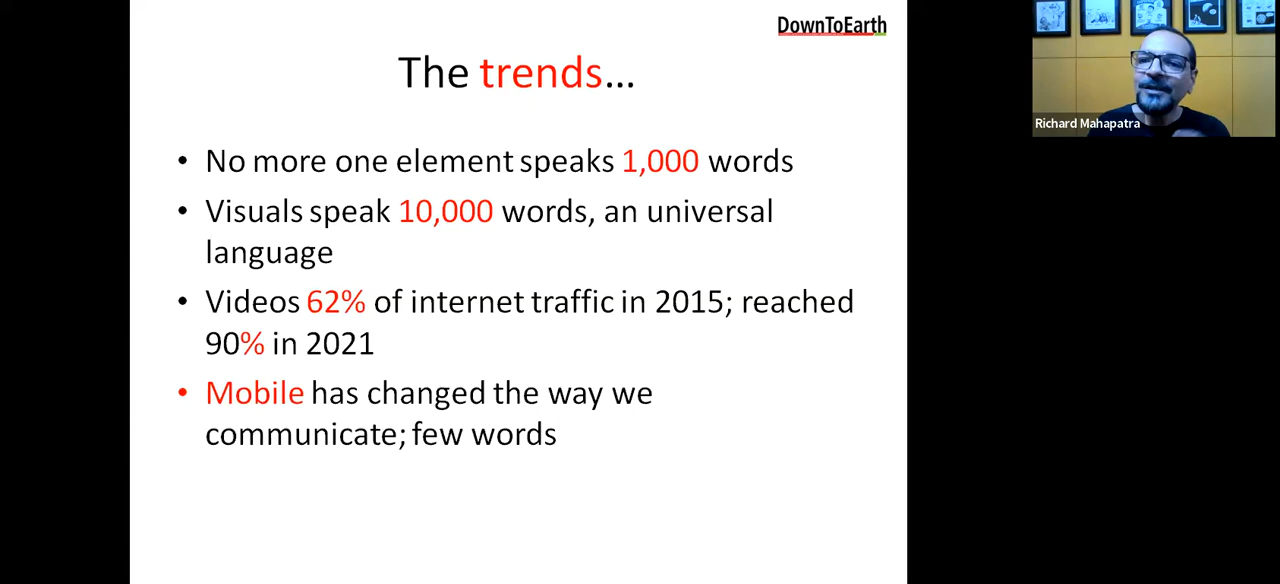 DownToEarth
The trends...
• No more one element speaks 1,000 words
• Visuals speak 10,000 words, an universal
language
• Videos 62% of internet traffic in 2015; reached
90% in 2021
• Mobile has changed the way we
communicate; few words
Richard Mahapatra